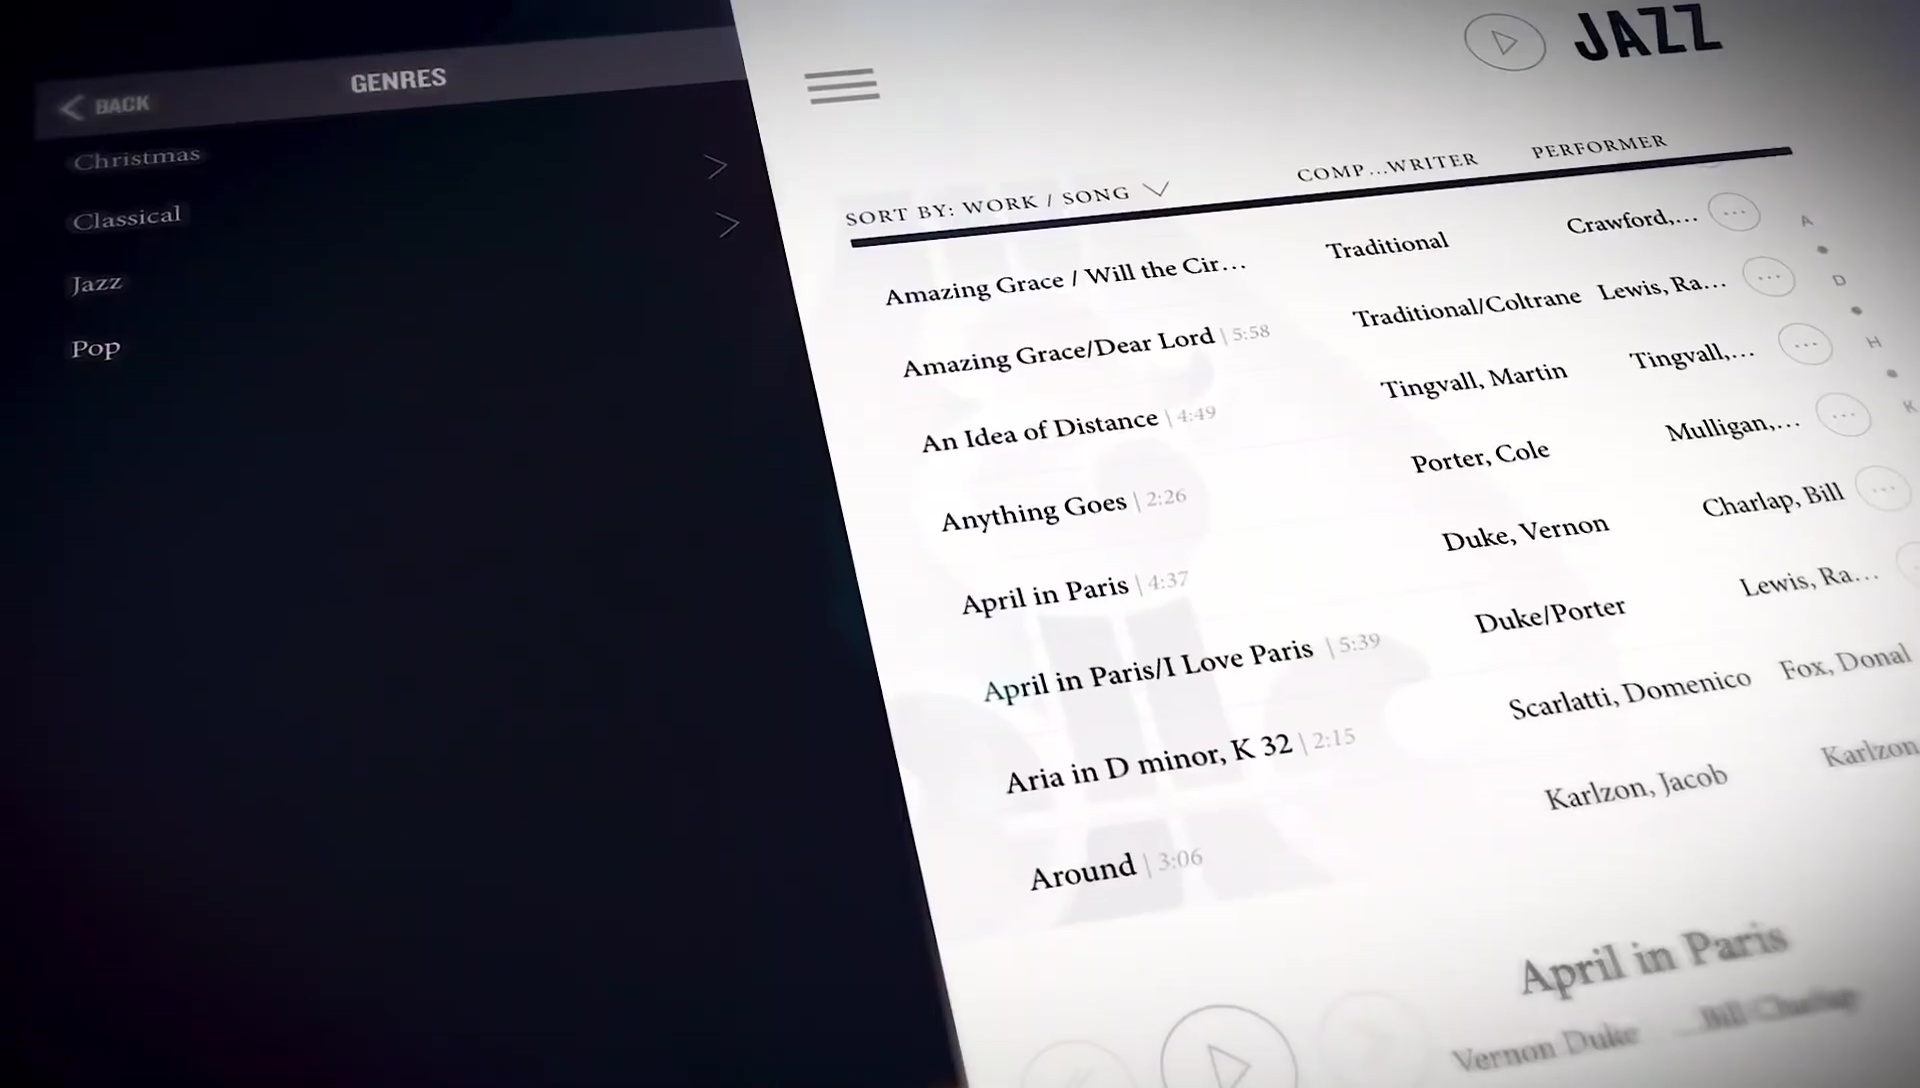 BACK
GENRES
Christmas
Classical
Jazz
Pop
JAZZ
SORT BY: WORK / SONG COMP...WRITER PERFORMER
Amazing Grace / Will the Cir... Traditional Crawford,...
Amazing Grace/Dear Lord | 5:58 Traditional/Coltrane Lewis, Ra...
An Idea of Distance | 4:49 Tingvall, Martin Tingvall,...
Anything Goes | 2:26 Porter, Cole Mulligan,...
April in Paris | 4:37 Duke, Vernon Charlap, Bill
April in Paris/I Love Paris | 5:39 Duke/Porter Lewis, Ra...
Aria in D minor, K 32 | 2:15 Scarlatti, Domenico Fox, Donal
Around | 3:06 Karlzon, Jacob Karlzon,
A
D
H
K
April in Paris
Vernon Duke ...Bill Charlap